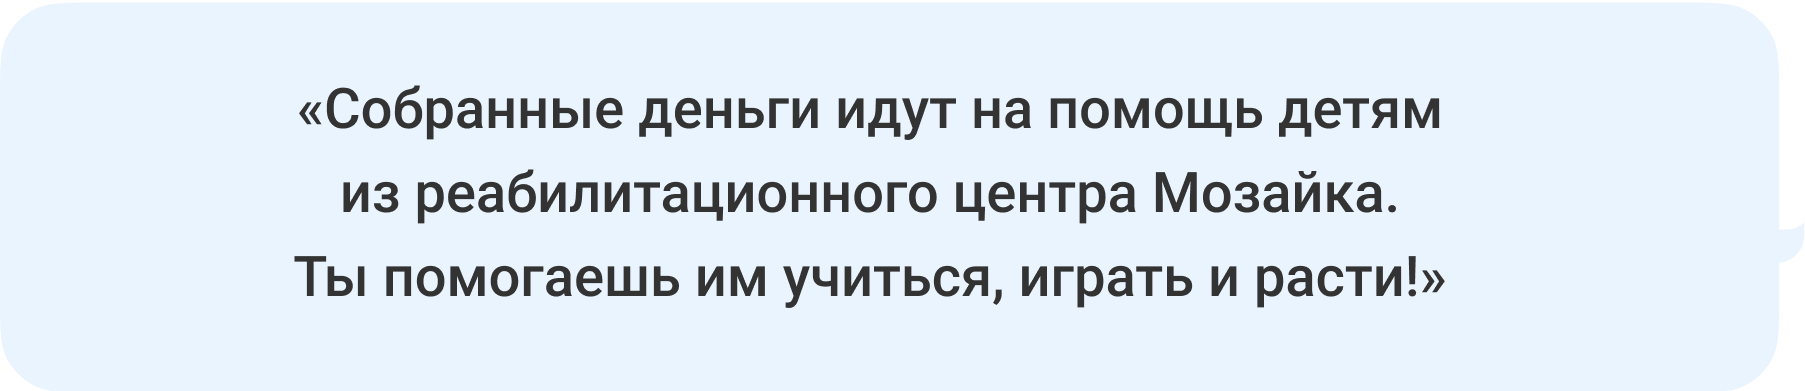 «Собранные деньги идут на помощь детям
из реабилитационного центра Мозайка.
Ты помогаешь им учиться, играть и расти!»